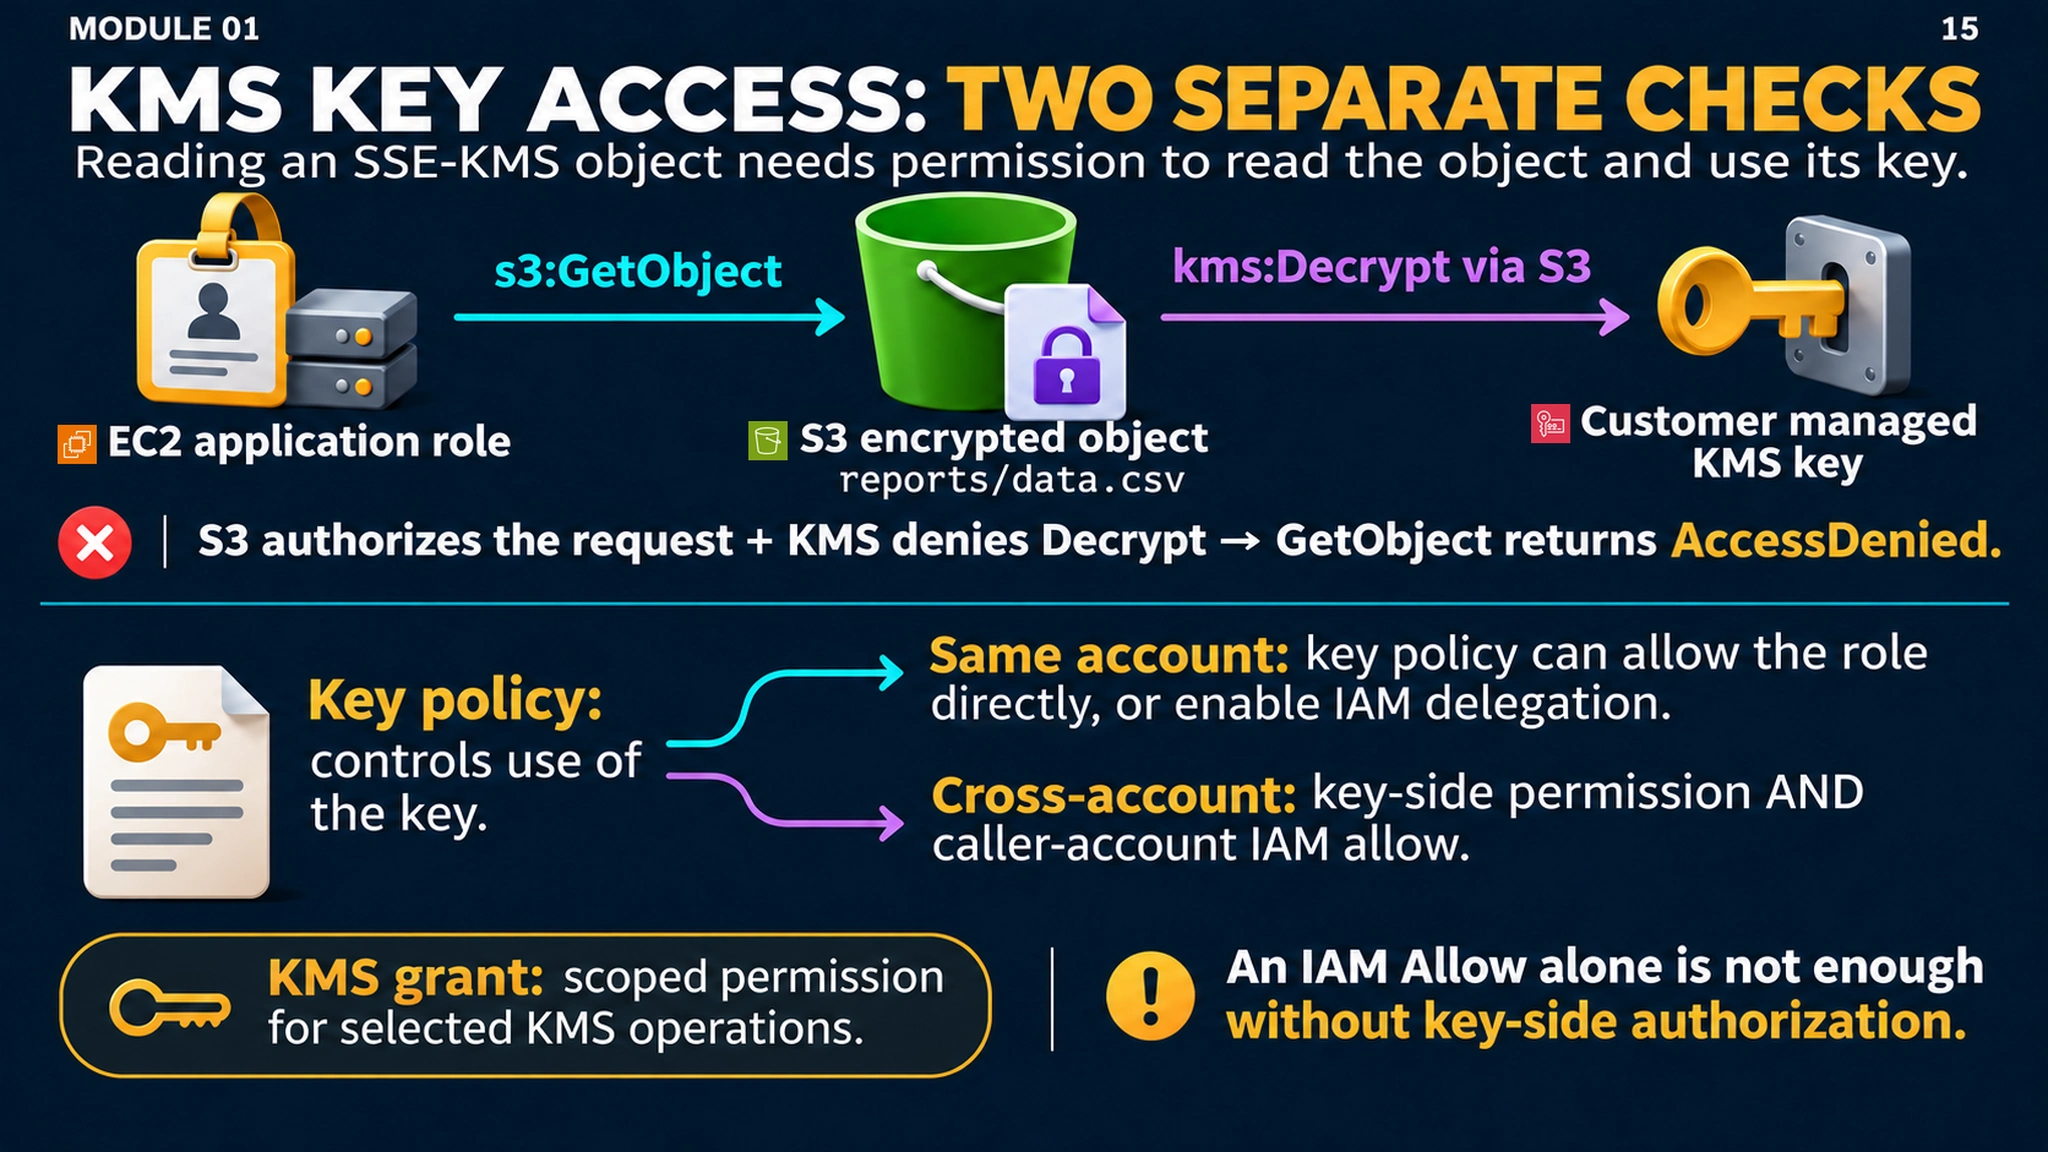 MODULE 01
15
KMS KEY ACCESS: TWO SEPARATE CHECKS
Reading an SSE-KMS object needs permission to read the object and use its key.
s3:GetObject
kms:Decrypt via S3
EC2 application role
S3 encrypted object
reports/data.csv
Customer managed
KMS key
S3 authorizes the request + KMS denies Decrypt → GetObject returns AccessDenied.
Key policy:
controls use of
the key.
Same account: key policy can allow the role
directly, or enable IAM delegation.
Cross-account: key-side permission AND
caller-account IAM allow.
KMS grant: scoped permission
for selected KMS operations.
An IAM Allow alone is not enough
without key-side authorization.